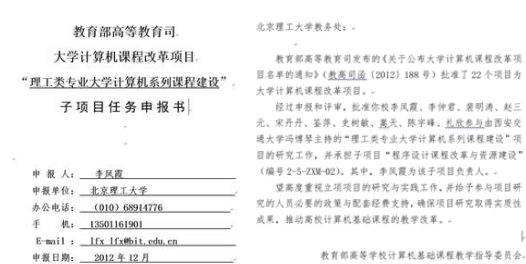 教育部高等教育司
大学计算机课程改革项目
“理工类专业大学计算机系列课程建设”
子项目任务申报书
申 报 人：李凤霞
申报单位：北京理工大学
办公电话：(010) 68914776
手 机：13501161901
E-mail：lfx_lfx@bit.edu.cn
申报日期：2012 年 12 月
北京理工大学教务处：
教育部高等教育司发布的《关于公布大学计算机课程改革项
目名单的通知》（教高司函〔2012〕188 号）批准了 22 个项目为
大学计算机课程改革项目。
经过申报和评审，批准你校李凤霞、李仲君、裴明涛、赵三
元、宋丹丹、鉴萍、史树敏、嵩天、陈宇峰、礼欣参与由西安交
通大学冯博琴主持的“理工类专业大学计算机系列课程建设”项
目的研究工作，并承担子项目“程序设计课程改革与资源建设”
（编号 2-5-ZXM-02）。其中，李凤霞为该子项目负责人。
望高度重视立项项目的研究与实践工作，并给予参与项目研
究的人员必要的政策与配套经费支持，确保项目研究取得实质性
成果，推动高校计算机基础课程的教学改革。
教育部高等学校计算机基础课程教学指导委员会